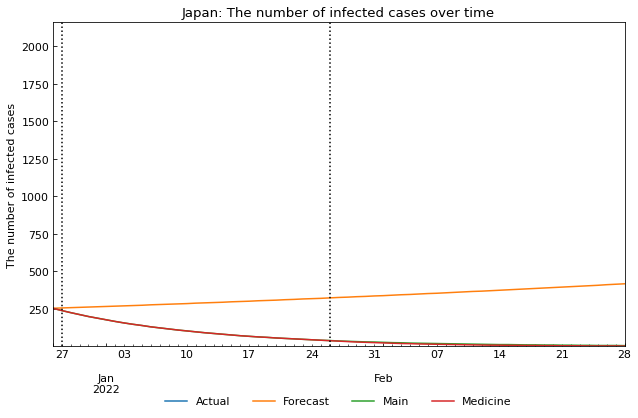 Japan: The number of infected cases over time
The number of infected cases
2000
1750
1500
1250
1000
750
500
250
27 03 10 17 24 31 07 14 21 28
Jan Feb
2022
Actual Forecast Main Medicine